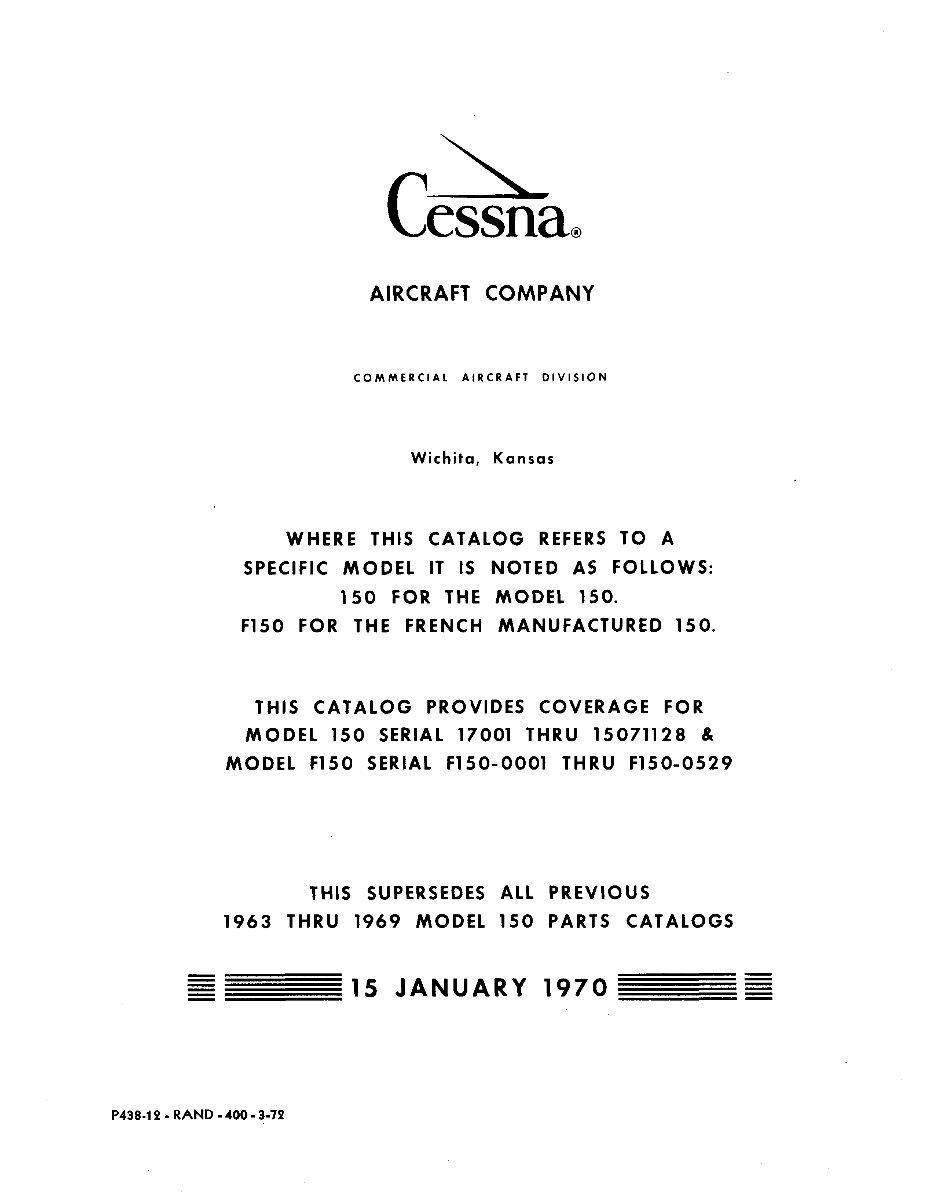 Cessna®
AIRCRAFT COMPANY
COMMERCIAL AIRCRAFT DIVISION
Wichita, Kansas
WHERE THIS CATALOG REFERS TO A
SPECIFIC MODEL IT IS NOTED AS FOLLOWS:
150 FOR THE MODEL 150.
F150 FOR THE FRENCH MANUFACTURED 150.
THIS CATALOG PROVIDES COVERAGE FOR
MODEL 150 SERIAL 17001 THRU 15071128 &
MODEL F150 SERIAL F150-0001 THRU F150-0529
THIS SUPERSEDES ALL PREVIOUS
1963 THRU 1969 MODEL 150 PARTS CATALOGS
15 JANUARY 1970
P438-12 - RAND - 400 - 3-72